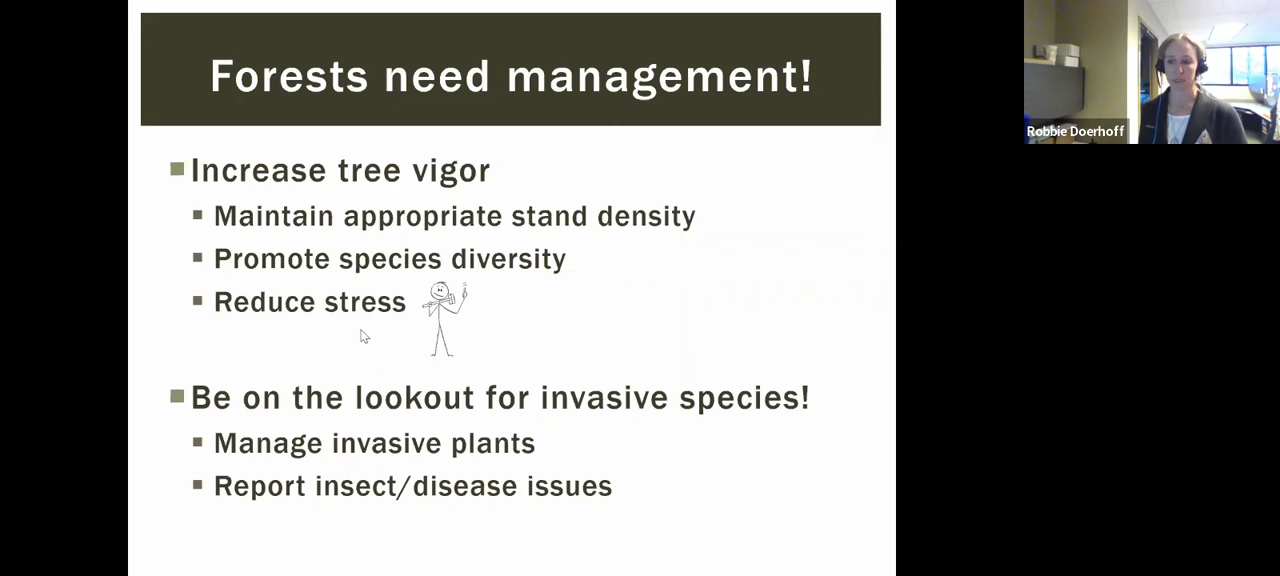 Forests need management!
Increase tree vigor
Maintain appropriate stand density
Promote species diversity
Reduce stress
Be on the lookout for invasive species!
Manage invasive plants
Report insect/disease issues
Robbie Doerhoff